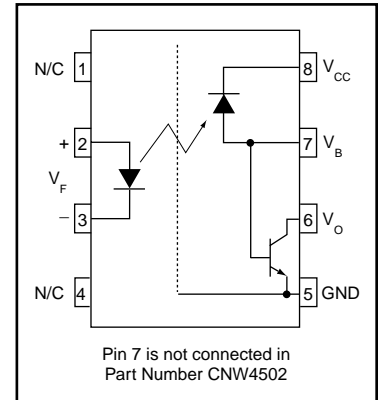 N/C 1
8 V_CC
+ 2
7 V_B
V_F
− 3
6 V_O
N/C 4
5 GND
Pin 7 is not connected in
Part Number CNW4502